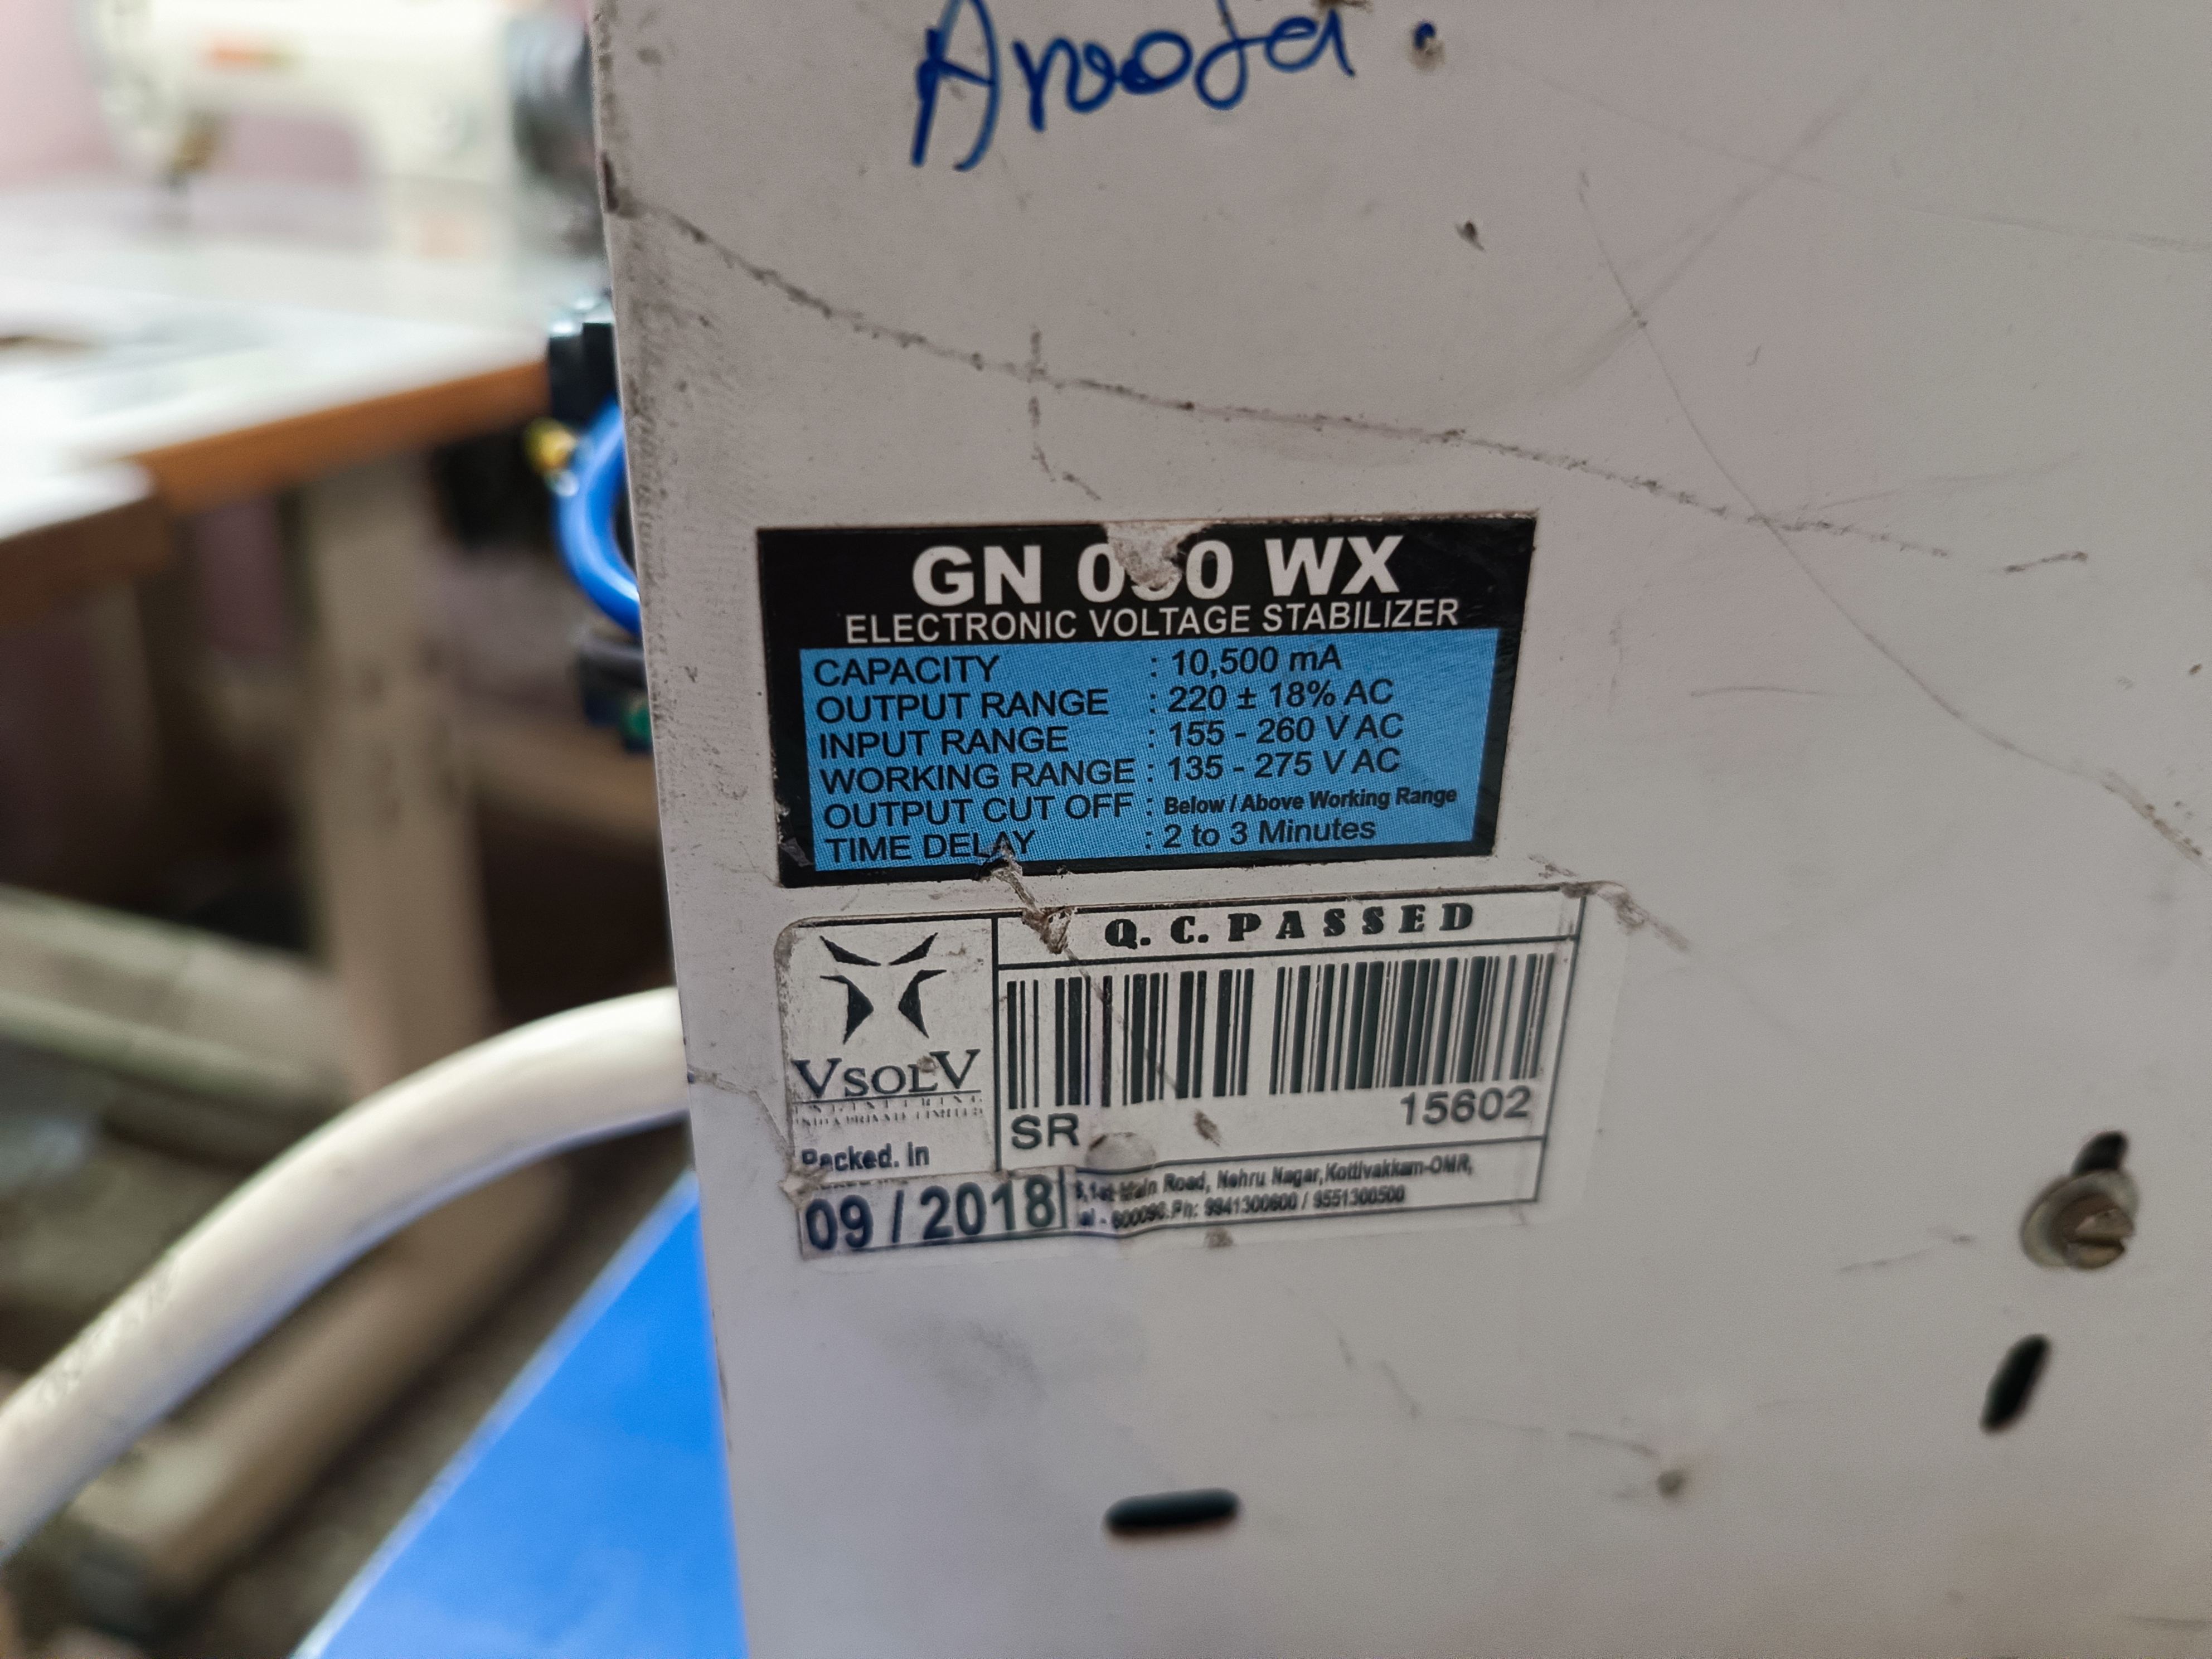 GN 0 0 WX
ELECTRONIC VOLTAGE STABILIZER
CAPACITY : 10,500 mA
OUTPUT RANGE : 220 ± 18% AC
INPUT RANGE : 155 - 260 V AC
WORKING RANGE : 135 - 275 V AC
OUTPUT CUT OFF : Below / Above Working Range
TIME DELAY : 2 to 3 Minutes
Q. C. PASSED
VSOLV
SR 15602
Packed. In
09 / 2018
Main Road, Nehru Nagar, Kottivakkam-OMR,
600096. Ph: 9841300600 / 9551300500